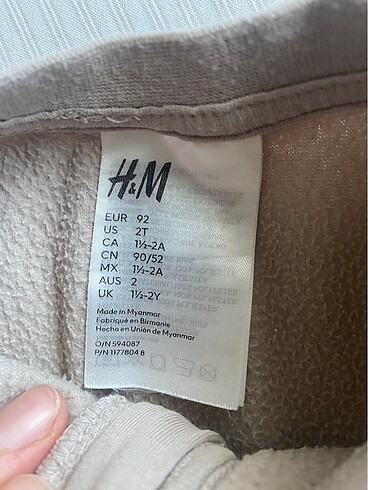 H&M
EUR 92
US 2T
CA 1½-2A
CN 90/52
MX 1½-2A
AUS 2
UK 1½-2Y
Made in Myanmar
Fabriqué en Birmanie
Hecho en Unión de Myanmar
O/N 594087
P/N 1177804 8